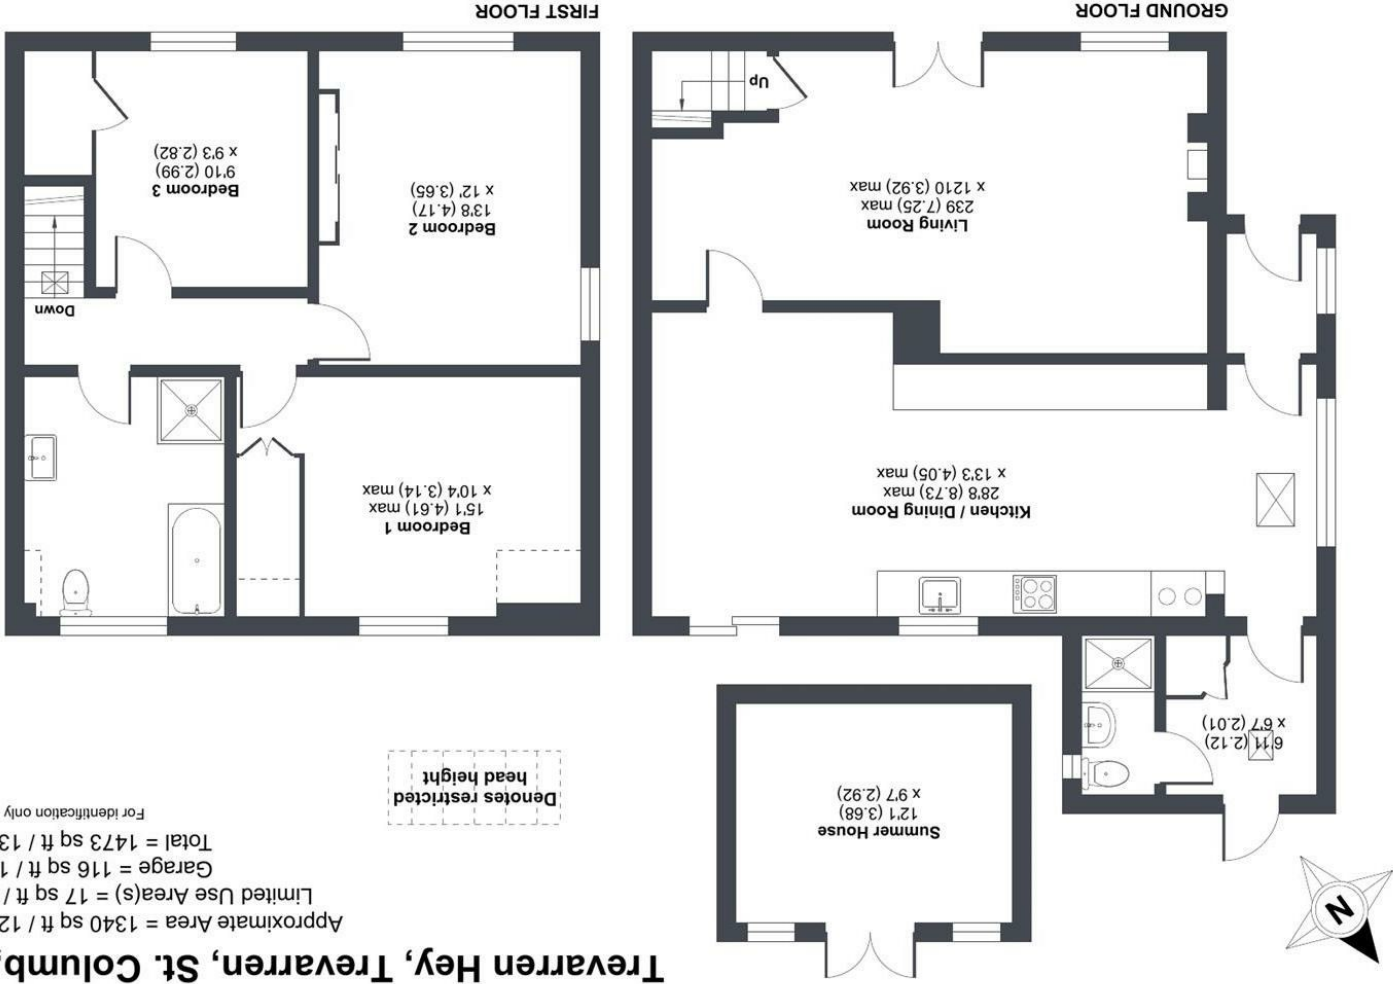 Trevarren Hey, Trevarren, St. Columb,
Approximate Area = 1340 sq ft / 12
Limited Use Area(s) = 17 sq ft /
Garage = 116 sq ft / 1
Total = 1473 sq ft / 13
For identification only
N
Denotes restricted
head height
Summer House
12'1 (3.68)
x 9'7 (2.92)
6'11 (2.12)
x 6'7 (2.01)
Kitchen / Dining Room
28'8 (8.73) max
x 13'3 (4.05) max
Living Room
239 (7.25) max
x 1210 (3.92) max
Up
GROUND FLOOR
Bedroom 1
15'1 (4.61) max
x 10'4 (3.14) max
Down
Bedroom 2
13'8 (4.17)
x 12' (3.65)
Bedroom 3
9'10 (2.99)
x 9'3 (2.82)
FIRST FLOOR